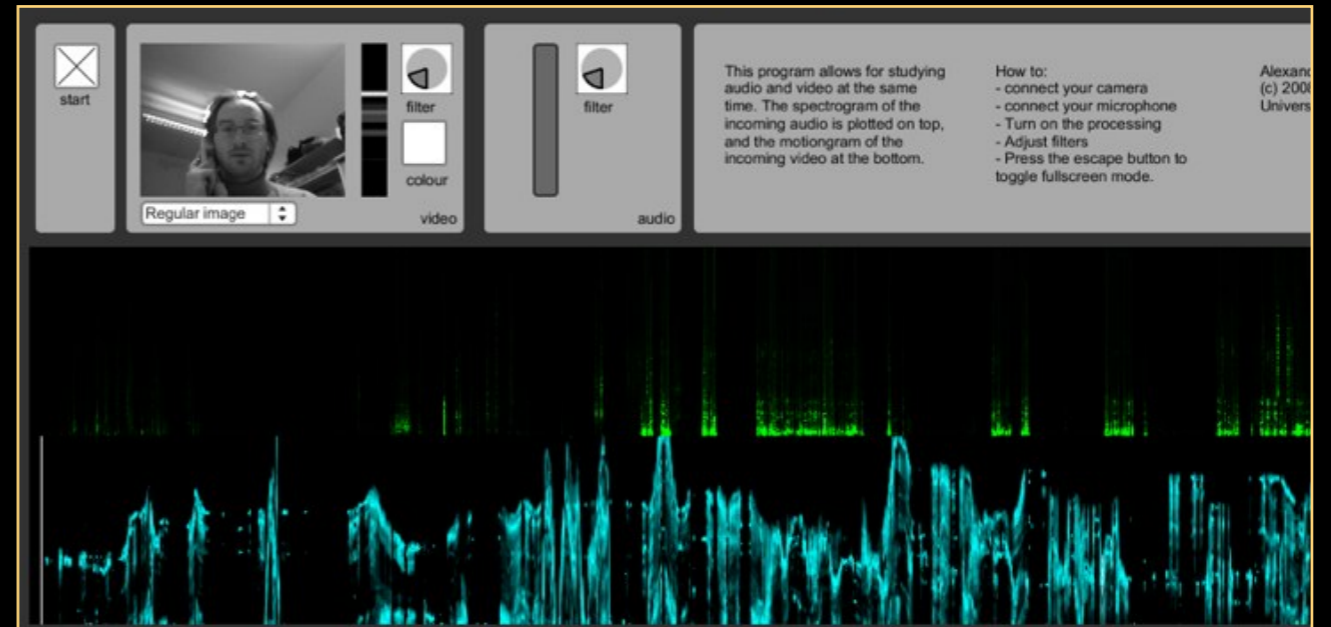 start
Regular image
filter
colour
video
filter
audio
This program allows for studying
audio and video at the same
time. The spectrogram of the
incoming audio is plotted on top,
and the motiongram of the
incoming video at the bottom.
How to:
- connect your camera
- connect your microphone
- Turn on the processing
- Adjust filters
- Press the escape button to
toggle fullscreen mode.
Alexand
(c) 2008
Univers